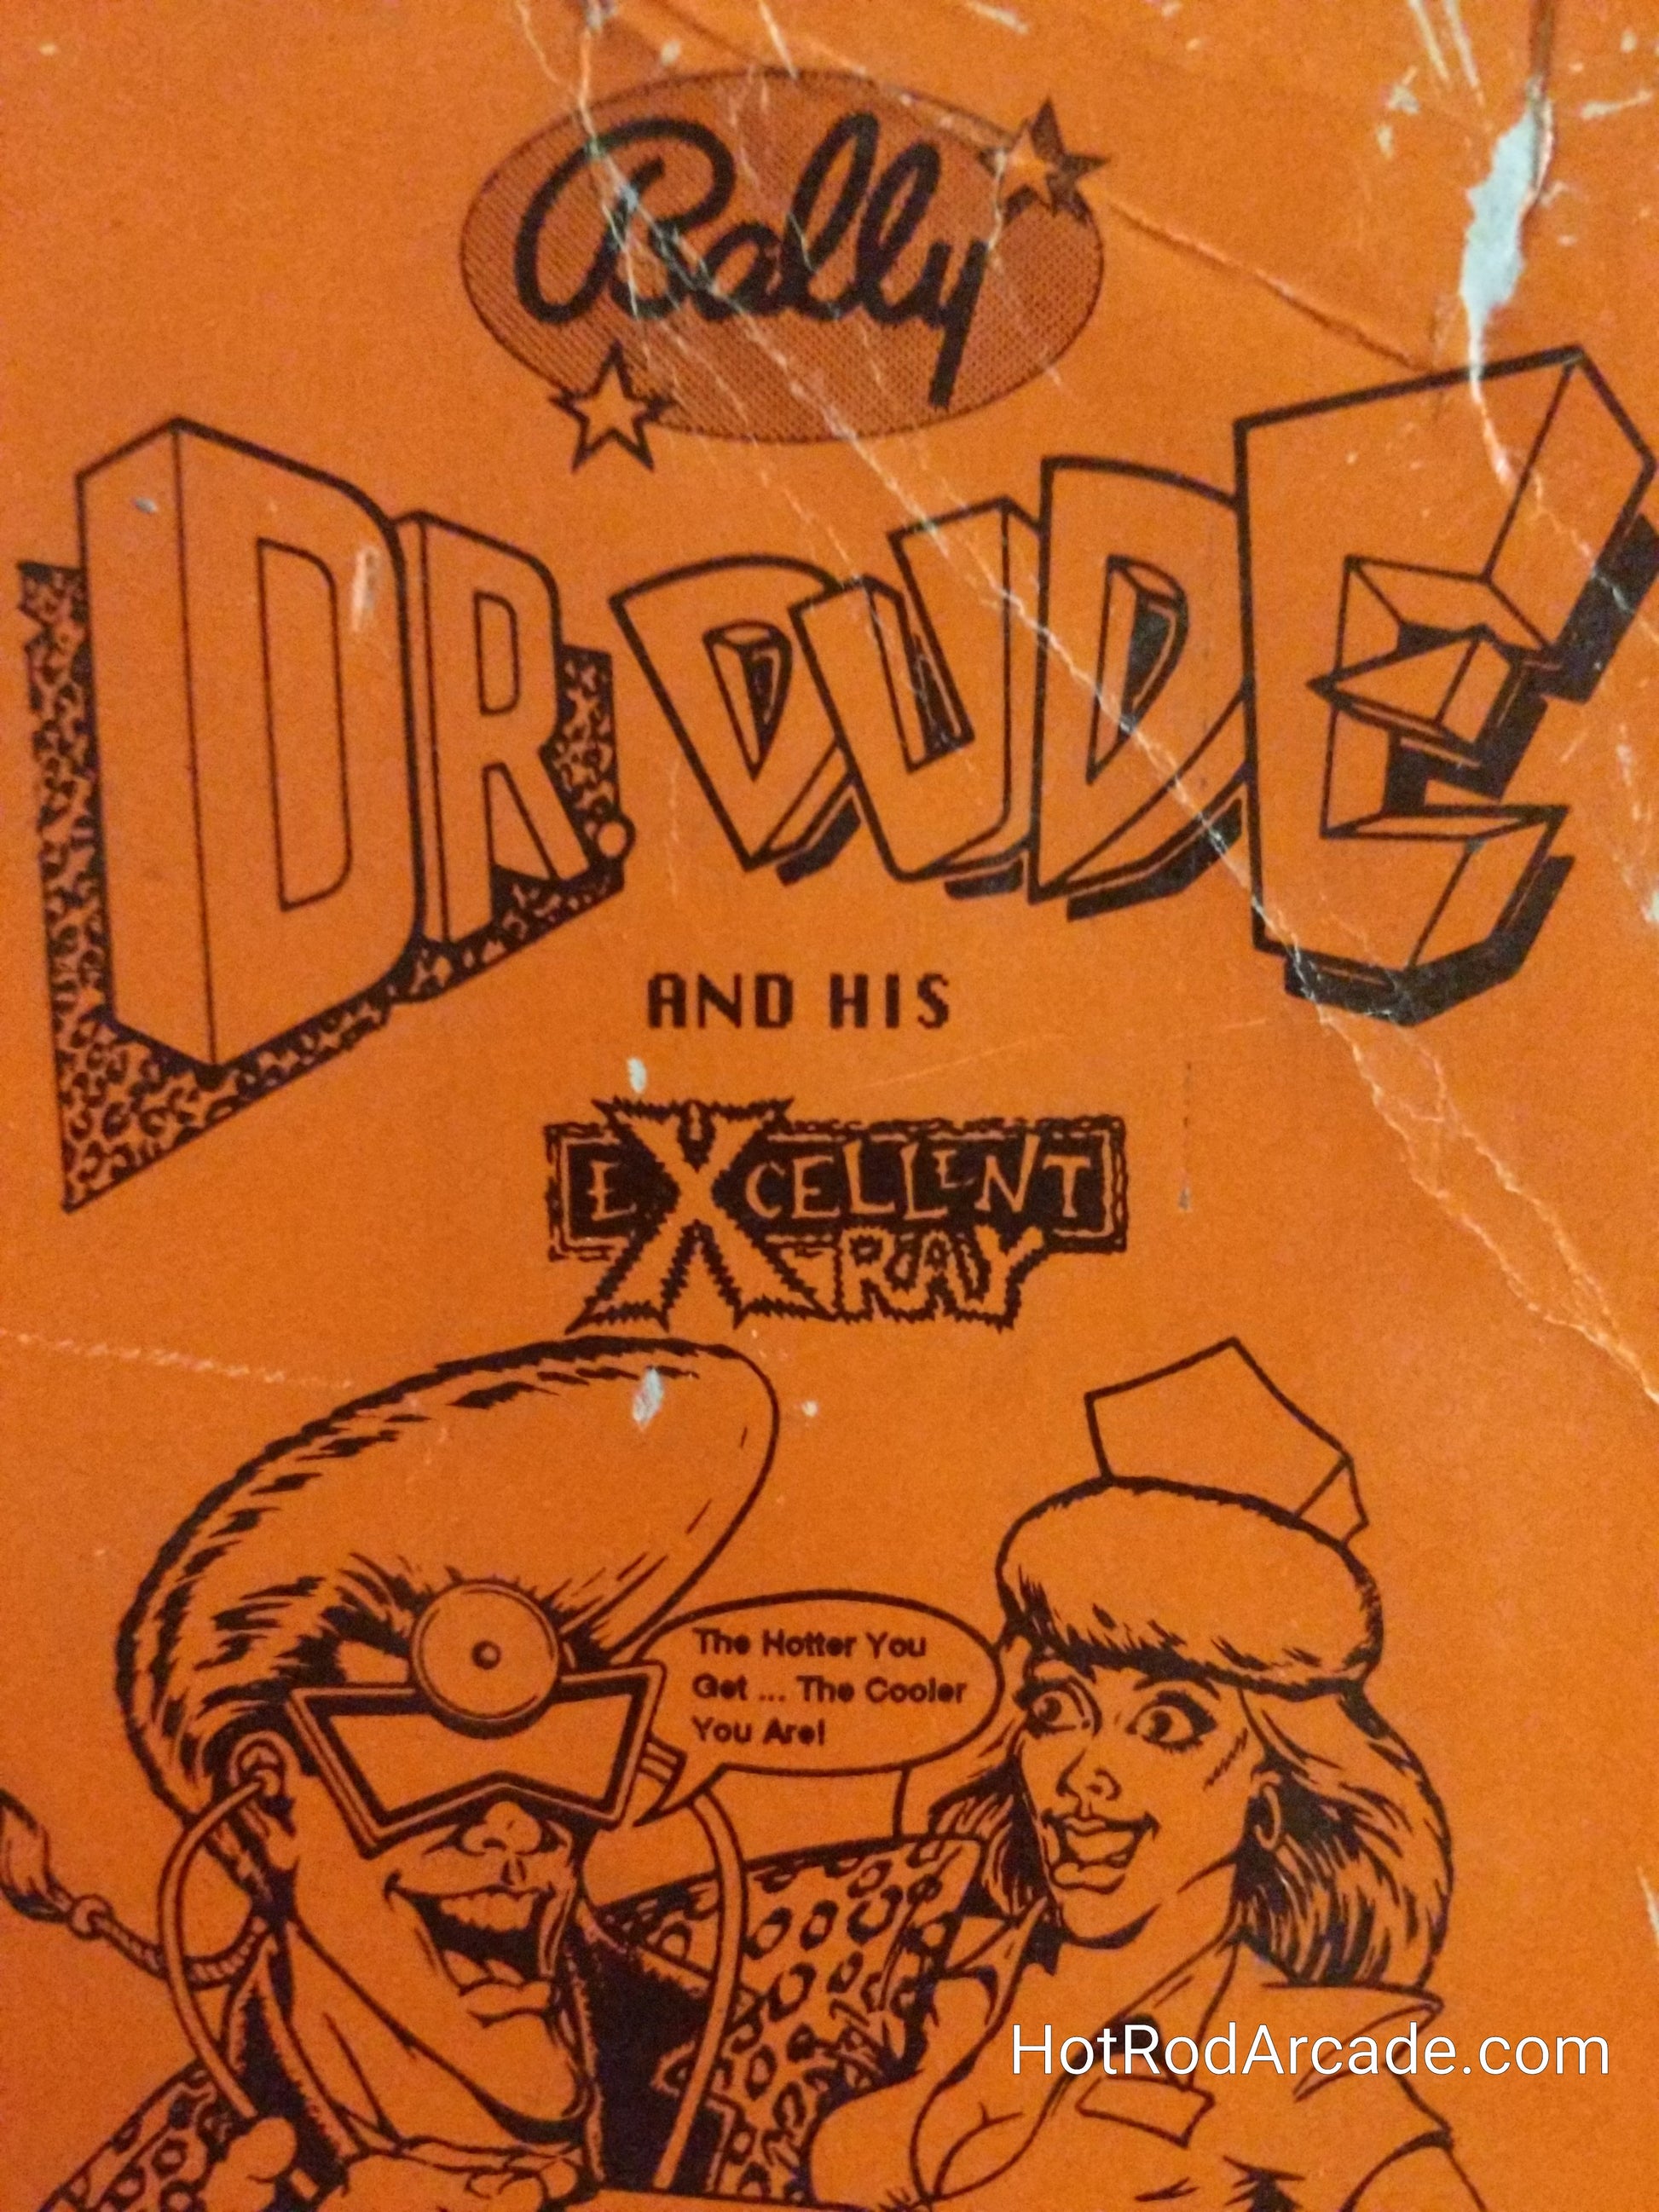 Bally
DR. DUDE
AND HIS
EXCELLENT
X-RAY
The Hotter You
Get ... The Cooler
You Are!
HotRodArcade.com